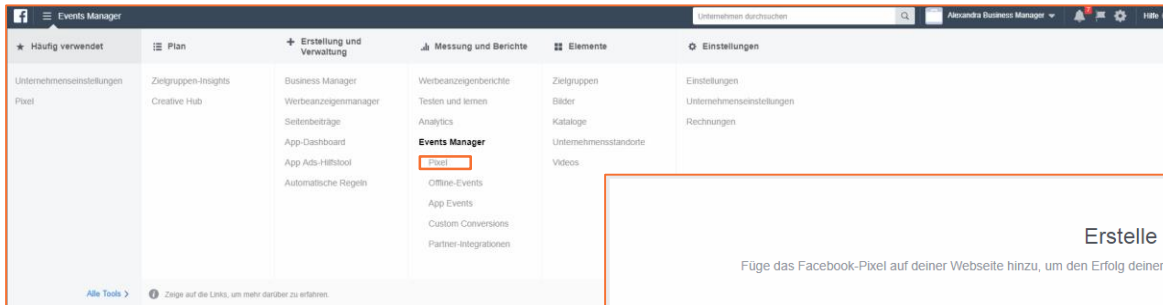 Events Manager
Unternehmen durchsuchen
Alexandra Business Manager
7
Hilfe
Häufig verwendet
Unternehmenseinstellungen
Pixel
Alle Tools >
Plan
Zielgruppen-Insights
Creative Hub
+ Erstellung und
Verwaltung
Business Manager
Werbeanzeigenmanager
Seitenbeiträge
App-Dashboard
App Ads-Hilfstool
Automatische Regeln
Messung und Berichte
Werbeanzeigenberichte
Testen und lernen
Analytics
Events Manager
Pixel
Offline-Events
App Events
Custom Conversions
Partner-Integrationen
Elemente
Zielgruppen
Bilder
Kataloge
Unternehmensstandorte
Videos
Einstellungen
Einstellungen
Unternehmenseinstellungen
Rechnungen
Zeige auf die Links, um mehr darüber zu erfahren.
Erstelle
Füge das Facebook-Pixel auf deiner Webseite hinzu, um den Erfolg deiner